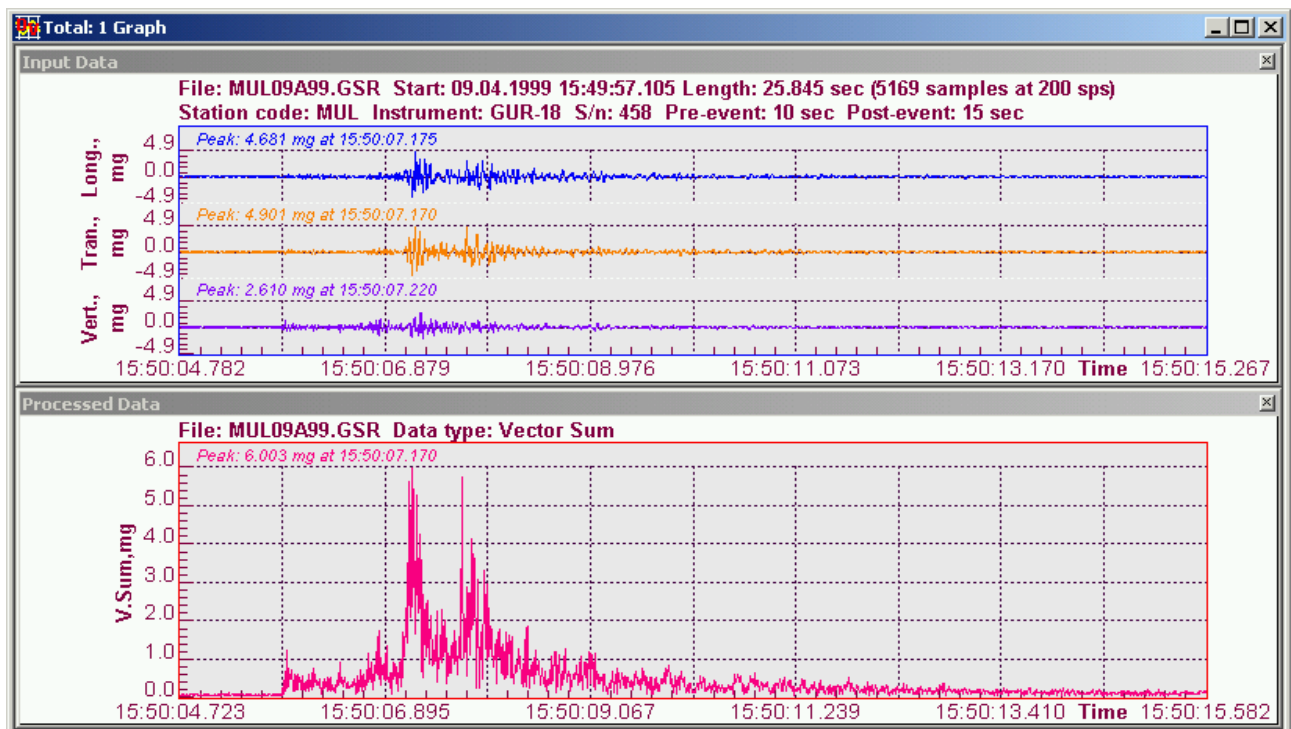 Total: 1 Graph
Input Data
File: MUL09A99.GSR Start: 09.04.1999 15:49:57.105 Length: 25.845 sec (5169 samples at 200 sps)
Station code: MUL Instrument: GUR-18 S/n: 458 Pre-event: 10 sec Post-event: 15 sec
Long., mg
4.9
0.0
-4.9
Peak: 4.681 mg at 15:50:07.175
Tran., mg
4.9
0.0
-4.9
Peak: 4.901 mg at 15:50:07.170
Vert., mg
4.9
0.0
-4.9
Peak: 2.610 mg at 15:50:07.220
15:50:04.782 15:50:06.879 15:50:08.976 15:50:11.073 15:50:13.170 Time 15:50:15.267
Processed Data
File: MUL09A99.GSR Data type: Vector Sum
V.Sum,mg
Peak: 6.003 mg at 15:50:07.170
6.0
5.0
4.0
3.0
2.0
1.0
0.0
15:50:04.723 15:50:06.895 15:50:09.067 15:50:11.239 15:50:13.410 Time 15:50:15.582